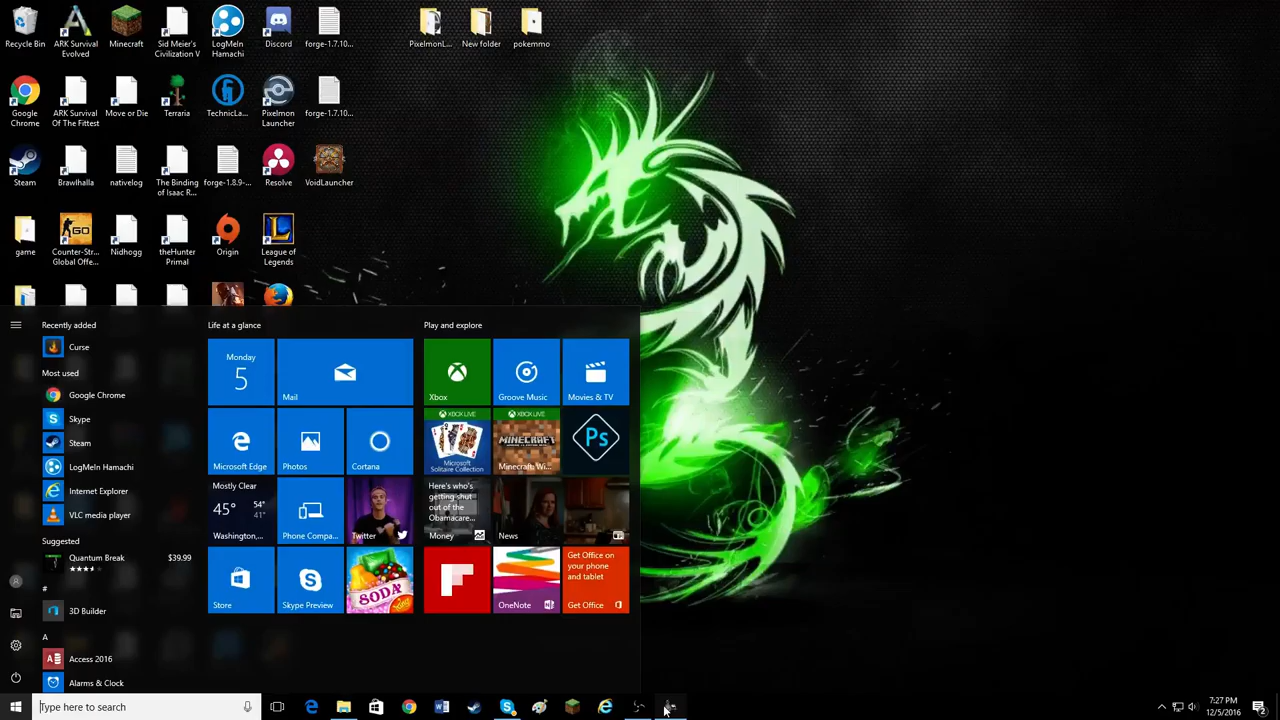 Recycle Bin
ARK Survival
Evolved
Minecraft
Sid Meier's
Civilization V
LogMeIn
Hamachi
Discord
forge-1.7.10...
PixelmonL...
New folder
pokemmo
Google
Chrome
ARK Survival
Of The Fittest
Move or Die
Terraria
TechnicLa...
Pixelmon
Launcher
forge-1.7.10...
Steam
Brawlhalla
nativelog
The Binding
of Isaac R...
forge-1.8.9-...
Resolve
VoidLauncher
game
GO
Counter-Str...
Global Offe...
Nidhogg
theHunter
Primal
Origin
League of
Legends
Recently added
Curse
Most used
Google Chrome
Skype
Steam
LogMeIn Hamachi
Internet Explorer
VLC media player
Suggested
Quantum Break
$39.99
#
3D Builder
A
Access 2016
Alarms & Clock
Life at a glance
Monday
5
Mail
Microsoft Edge
Photos
Cortana
Mostly Clear
45°
54°
41°
Washington,...
Phone Compa...
Twitter
Store
Skype Preview
SODA
Play and explore
Xbox
Groove Music
Movies & TV
XBOX LIVE
Microsoft
Solitaire Collection
XBOX LIVE
MINECRAFT
Minecraft: Wi...
Ps
Here's who's
getting shut
out of the
Obamacare...
Money
News
OneNote
Get Office on
your phone
and tablet
Get Office
Type here to search
7:27 PM
12/5/2016
2